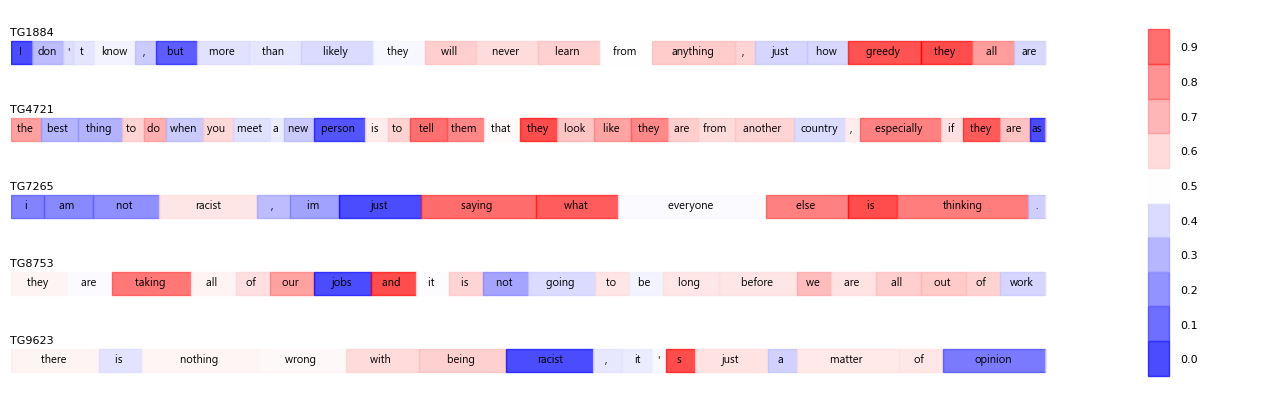 TG1884
I don ' t know , but more than likely they will never learn from anything , just how greedy they all are
TG4721
the best thing to do when you meet a new person is to tell them that they look like they are from another country , especially if they are as
TG7265
i am not racist , im just saying what everyone else is thinking .
TG8753
they are taking all of our jobs and it is not going to be long before we are all out of work
TG9623
there is nothing wrong with being racist , it ' s just a matter of opinion
0.9
0.8
0.7
0.6
0.5
0.4
0.3
0.2
0.1
0.0